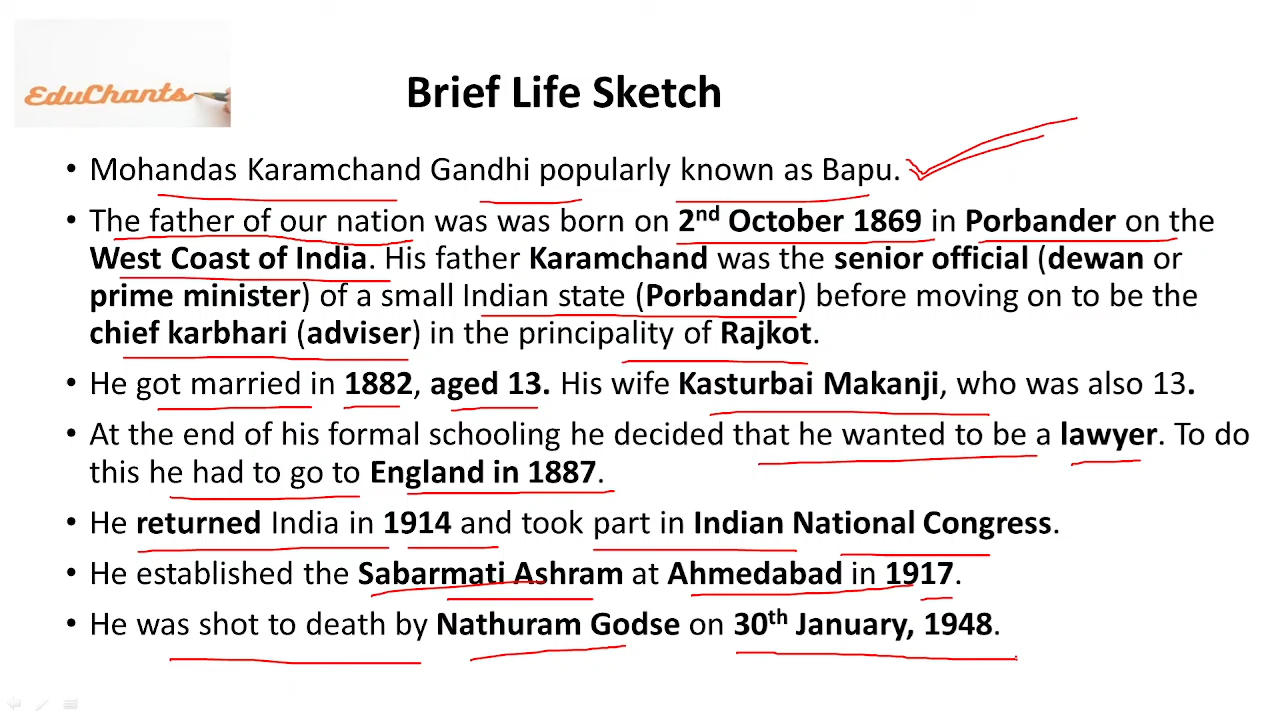 EduChants
Brief Life Sketch
• Mohandas Karamchand Gandhi popularly known as Bapu.
• The father of our nation was was born on 2nd October 1869 in Porbander on the
West Coast of India. His father Karamchand was the senior official (dewan or
prime minister) of a small Indian state (Porbandar) before moving on to be the
chief karbhari (adviser) in the principality of Rajkot.
• He got married in 1882, aged 13. His wife Kasturbai Makanji, who was also 13.
• At the end of his formal schooling he decided that he wanted to be a lawyer. To do
this he had to go to England in 1887.
• He returned India in 1914 and took part in Indian National Congress.
• He established the Sabarmati Ashram at Ahmedabad in 1917.
• He was shot to death by Nathuram Godse on 30th January, 1948.